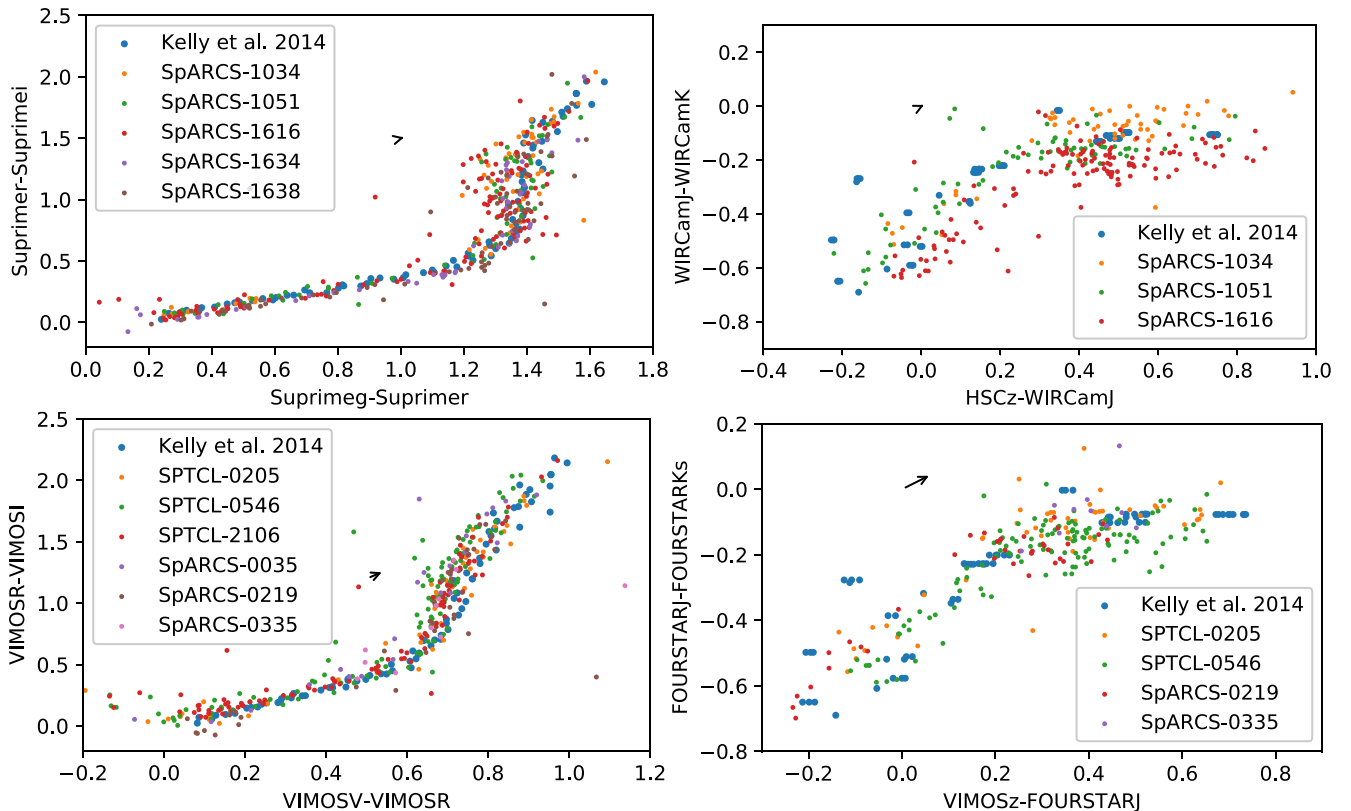 2.5
2.0
1.5
1.0
0.5
0.0
Suprimer-Suprimei
Kelly et al. 2014
SpARCS-1034
SpARCS-1051
SpARCS-1616
SpARCS-1634
SpARCS-1638
0.0 0.2 0.4 0.6 0.8 1.0 1.2 1.4 1.6 1.8
Suprimeg-Suprimer
0.2
0.0
−0.2
−0.4
−0.6
−0.8
WIRCamJ-WIRCamK
Kelly et al. 2014
SpARCS-1034
SpARCS-1051
SpARCS-1616
−0.4 −0.2 0.0 0.2 0.4 0.6 0.8 1.0
HSCz-WIRCamJ
2.5
2.0
1.5
1.0
0.5
0.0
VIMOSR-VIMOSI
Kelly et al. 2014
SPTCL-0205
SPTCL-0546
SPTCL-2106
SpARCS-0035
SpARCS-0219
SpARCS-0335
−0.2 0.0 0.2 0.4 0.6 0.8 1.0 1.2
VIMOSV-VIMOSR
0.2
0.0
−0.2
−0.4
−0.6
−0.8
FOURSTARJ-FOURSTARKs
Kelly et al. 2014
SPTCL-0205
SPTCL-0546
SpARCS-0219
SpARCS-0335
−0.2 0.0 0.2 0.4 0.6 0.8
VIMOSz-FOURSTARJ